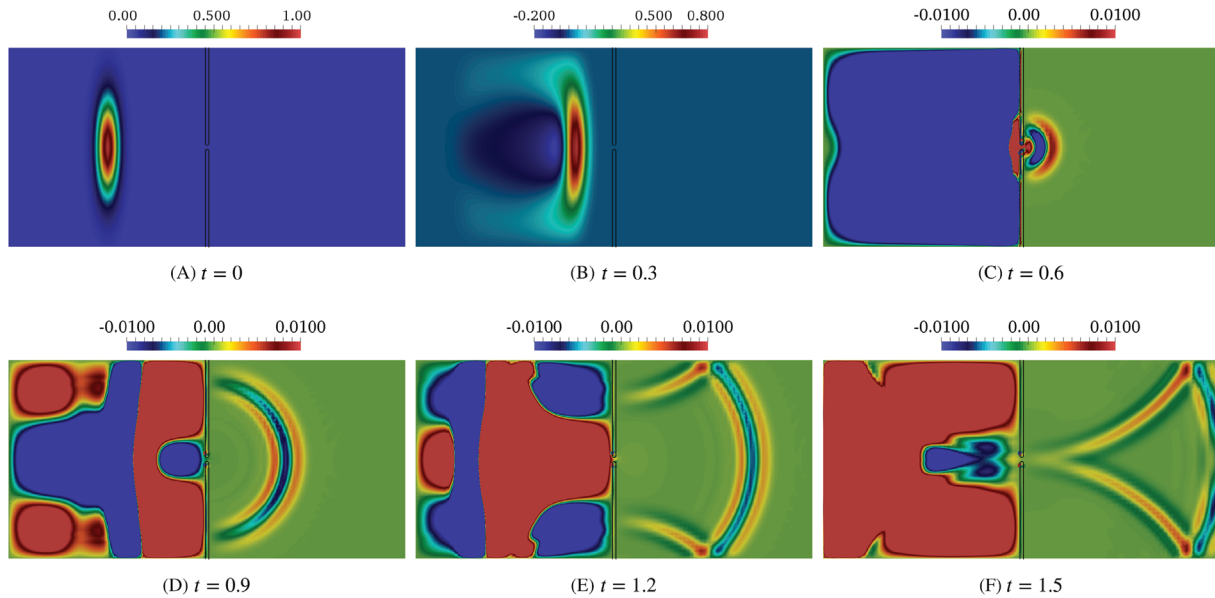 0.00 0.500 1.00
-0.200 0.500 0.800
-0.0100 0.00 0.0100
(A) t = 0
(B) t = 0.3
(C) t = 0.6
-0.0100 0.00 0.0100
-0.0100 0.00 0.0100
-0.0100 0.00 0.0100
(D) t = 0.9
(E) t = 1.2
(F) t = 1.5